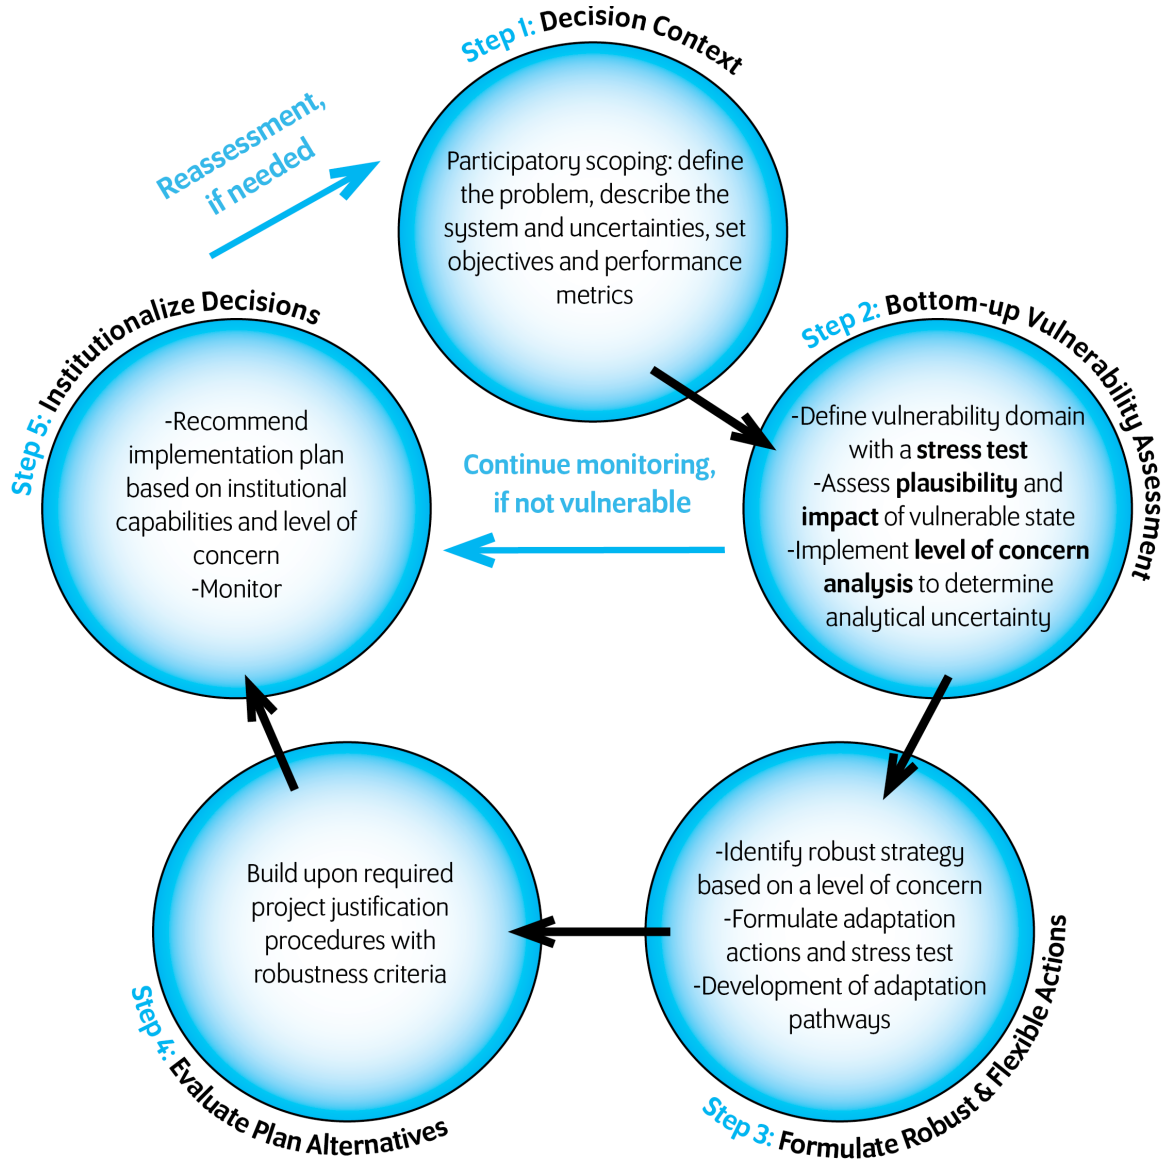 Step 1: Decision Context
Participatory scoping: define
the problem, describe the
system and uncertainties, set
objectives and performance
metrics
Reassessment,
if needed
Step 2: Bottom-up Vulnerability Assessment
-Define vulnerability domain
with a stress test
-Assess plausibility and
impact of vulnerable state
-Implement level of concern
analysis to determine
analytical uncertainty
Continue monitoring,
if not vulnerable
Step 3: Formulate Robust & Flexible Actions
-Identify robust strategy
based on a level of concern
-Formulate adaptation
actions and stress test
-Development of adaptation
pathways
Step 4: Evaluate Plan Alternatives
Build upon required
project justification
procedures with
robustness criteria
Step 5: Institutionalize Decisions
-Recommend
implementation plan
based on institutional
capabilities and level of
concern
-Monitor